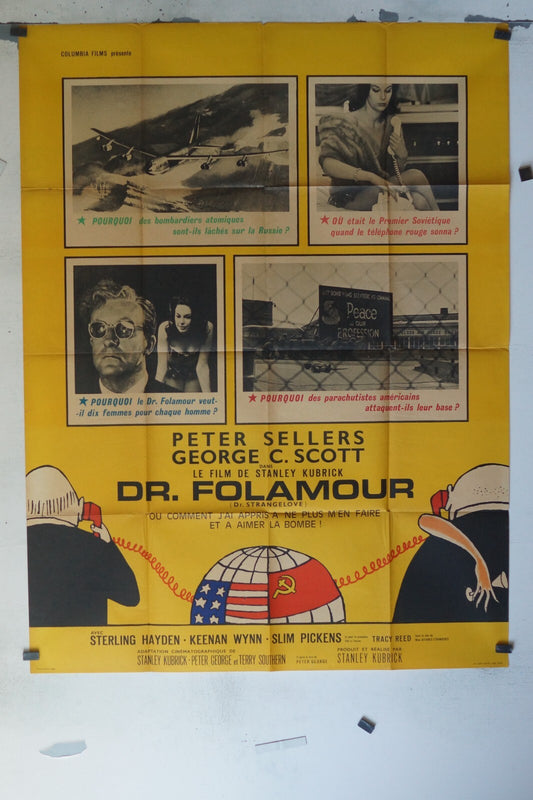 COLUMBIA FILMS présente
★ POURQUOI des bombardiers atomiques
sont-ils lâchés sur la Russie ?
★ OÙ était le Premier Soviétique
quand le téléphone rouge sonna ?
Peace
IS OUR
PROFESSION
★ POURQUOI le Dr. Folamour veut-
-il dix femmes pour chaque homme ?
★ POURQUOI des parachutistes américains
attaquent-ils leur base ?
PETER SELLERS
GEORGE C. SCOTT
DANS
LE FILM DE STANLEY KUBRICK
DR. FOLAMOUR
(Dr. STRANGELOVE)
OU COMMENT J'AI APPRIS A NE PLUS M'EN FAIRE
ET A AIMER LA BOMBE !
AVEC
STERLING HAYDEN · KEENAN WYNN · SLIM PICKENS
TRACY REED
ADAPTATION CINEMATOGRAPHIQUE DE
STANLEY KUBRICK · PETER GEORGE et TERRY SOUTHERN
PETER GEORGE
PRODUIT ET REALISE PAR
STANLEY KUBRICK